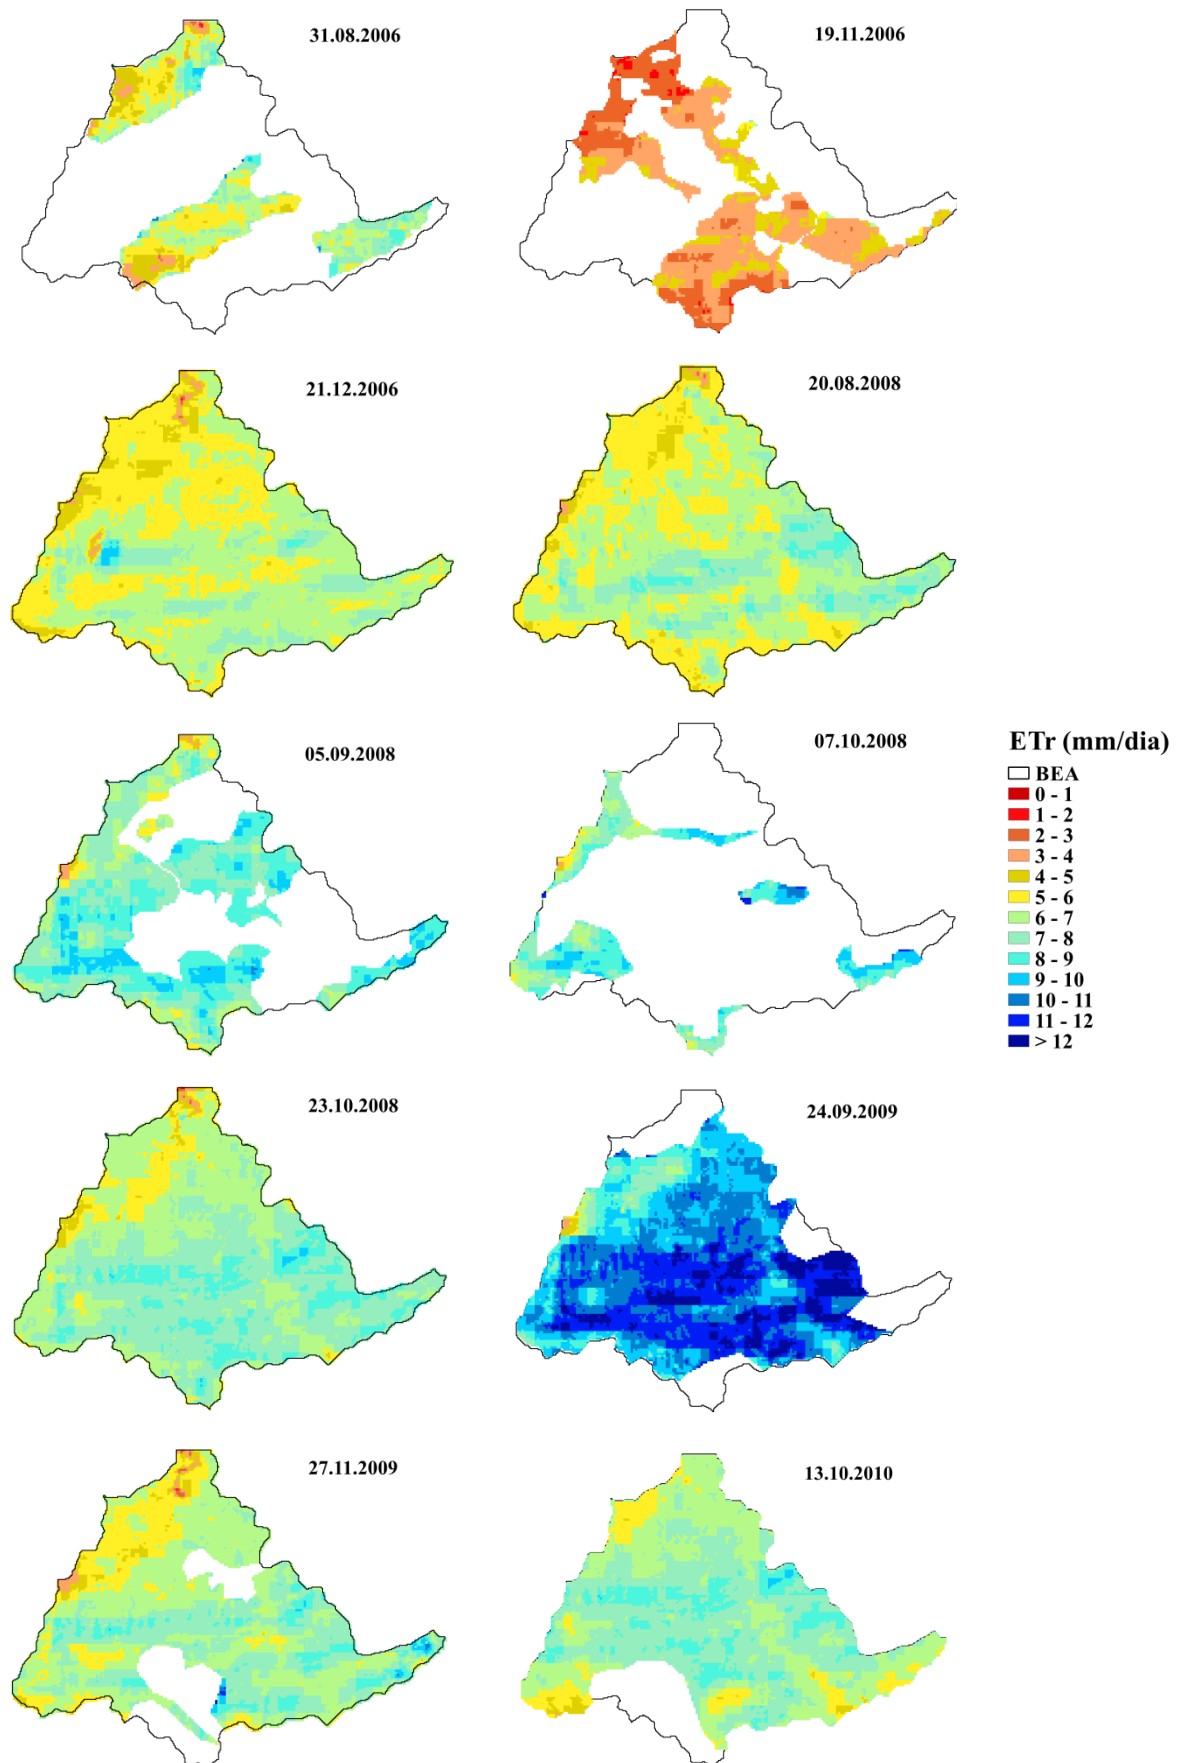 31.08.2006
19.11.2006
21.12.2006
20.08.2008
05.09.2008
07.10.2008
ETr (mm/dia)
BEA
0 - 1
1 - 2
2 - 3
3 - 4
4 - 5
5 - 6
6 - 7
7 - 8
8 - 9
9 - 10
10 - 11
11 - 12
> 12
23.10.2008
24.09.2009
27.11.2009
13.10.2010